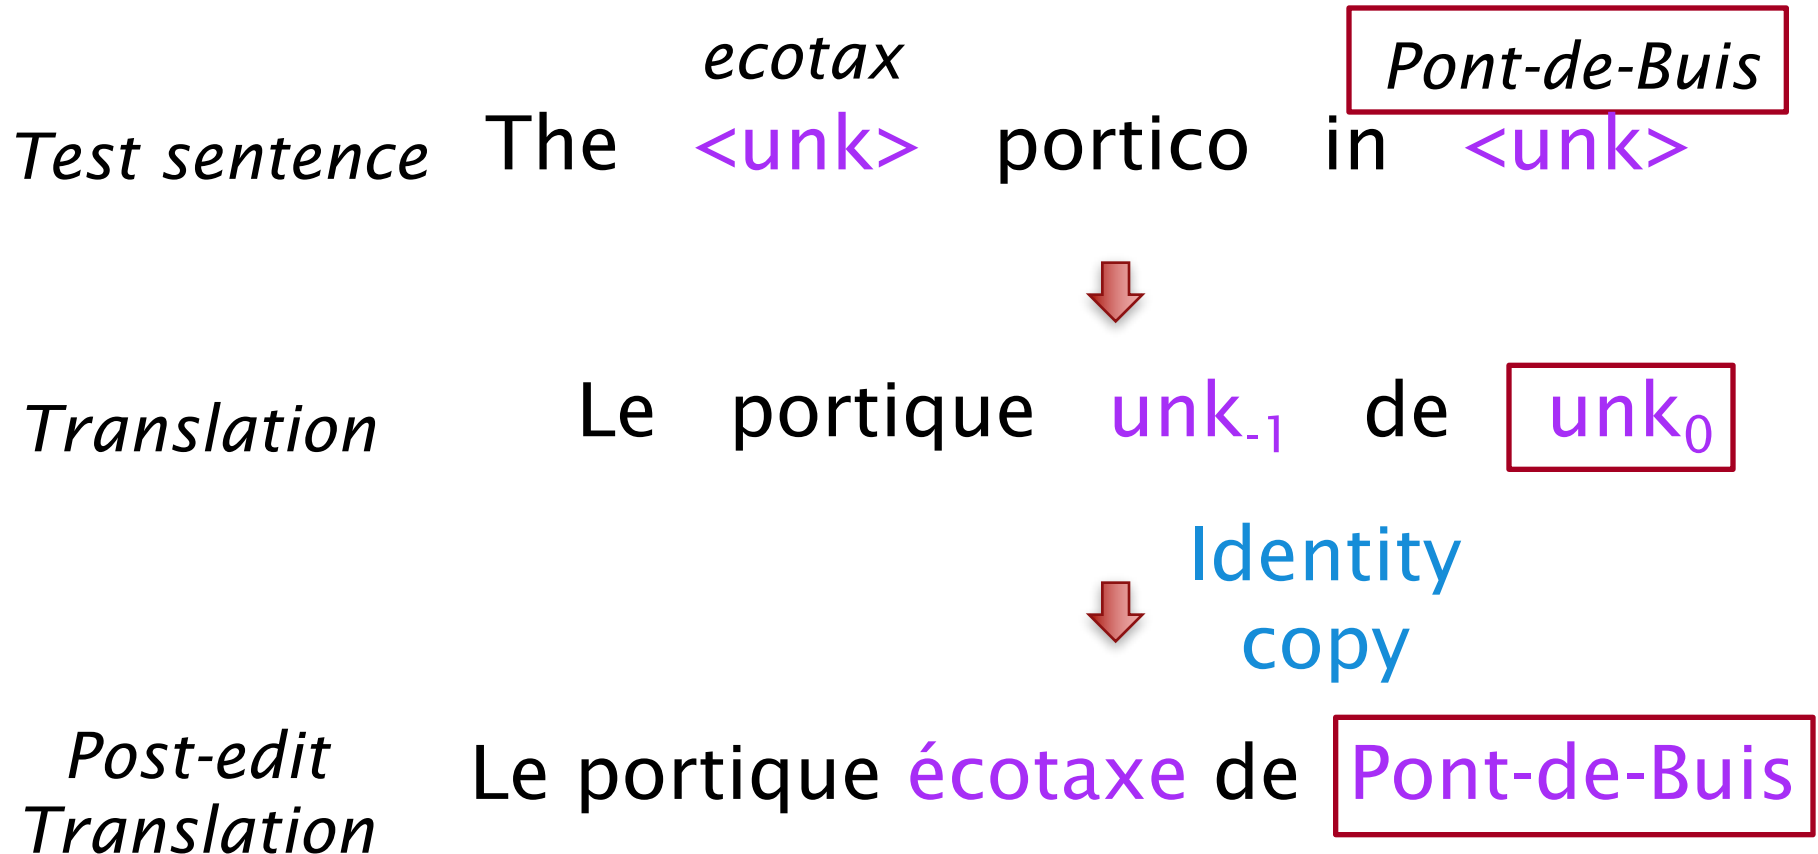 ecotax Pont-de-Buis
Test sentence The <unk> portico in <unk>
Translation Le portique unk-1 de unk0
Identity
copy
Post-edit
Translation
Le portique écotaxe de Pont-de-Buis